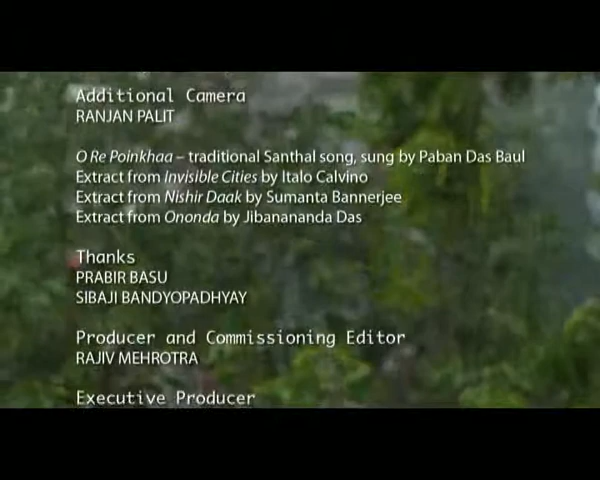 Additional Camera
RANJAN PALIT
O Re Poinkhaa – traditional Santhal song, sung by Paban Das Baul
Extract from Invisible Cities by Italo Calvino
Extract from Nishir Daak by Sumanta Bannerjee
Extract from Ononda by Jibanananda Das
Thanks
PRABIR BASU
SIBAJI BANDYOPADHYAY
Producer and Commissioning Editor
RAJIV MEHROTRA
Executive Producer